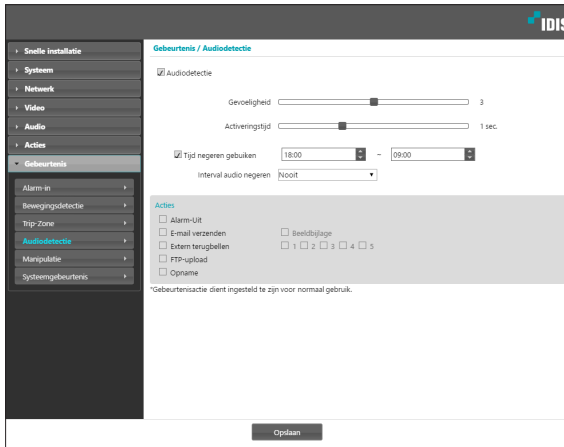 IDIS
Snelle installatie
Systeem
Netwerk
Video
Audio
Acties
Gebeurtenis
Alarm-in
Bewegingsdetectie
Trip-Zone
Audiodetectie
Manipulatie
Systeemgebeurtenis
Gebeurtenis / Audiodetectie
Audiodetectie
Gevoeligheid 3
Activeringstijd 1 sec.
Tijd negeren gebuiken 18:00 ~ 09:00
Interval audio negeren Nooit
Acties
Alarm-Uit
E-mail verzenden Beeldbijlage
Extern terugbellen 1 2 3 4 5
FTP-upload
Opname
*Gebeurtenisactie dient ingesteld te zijn voor normaal gebruik.
Opslaan